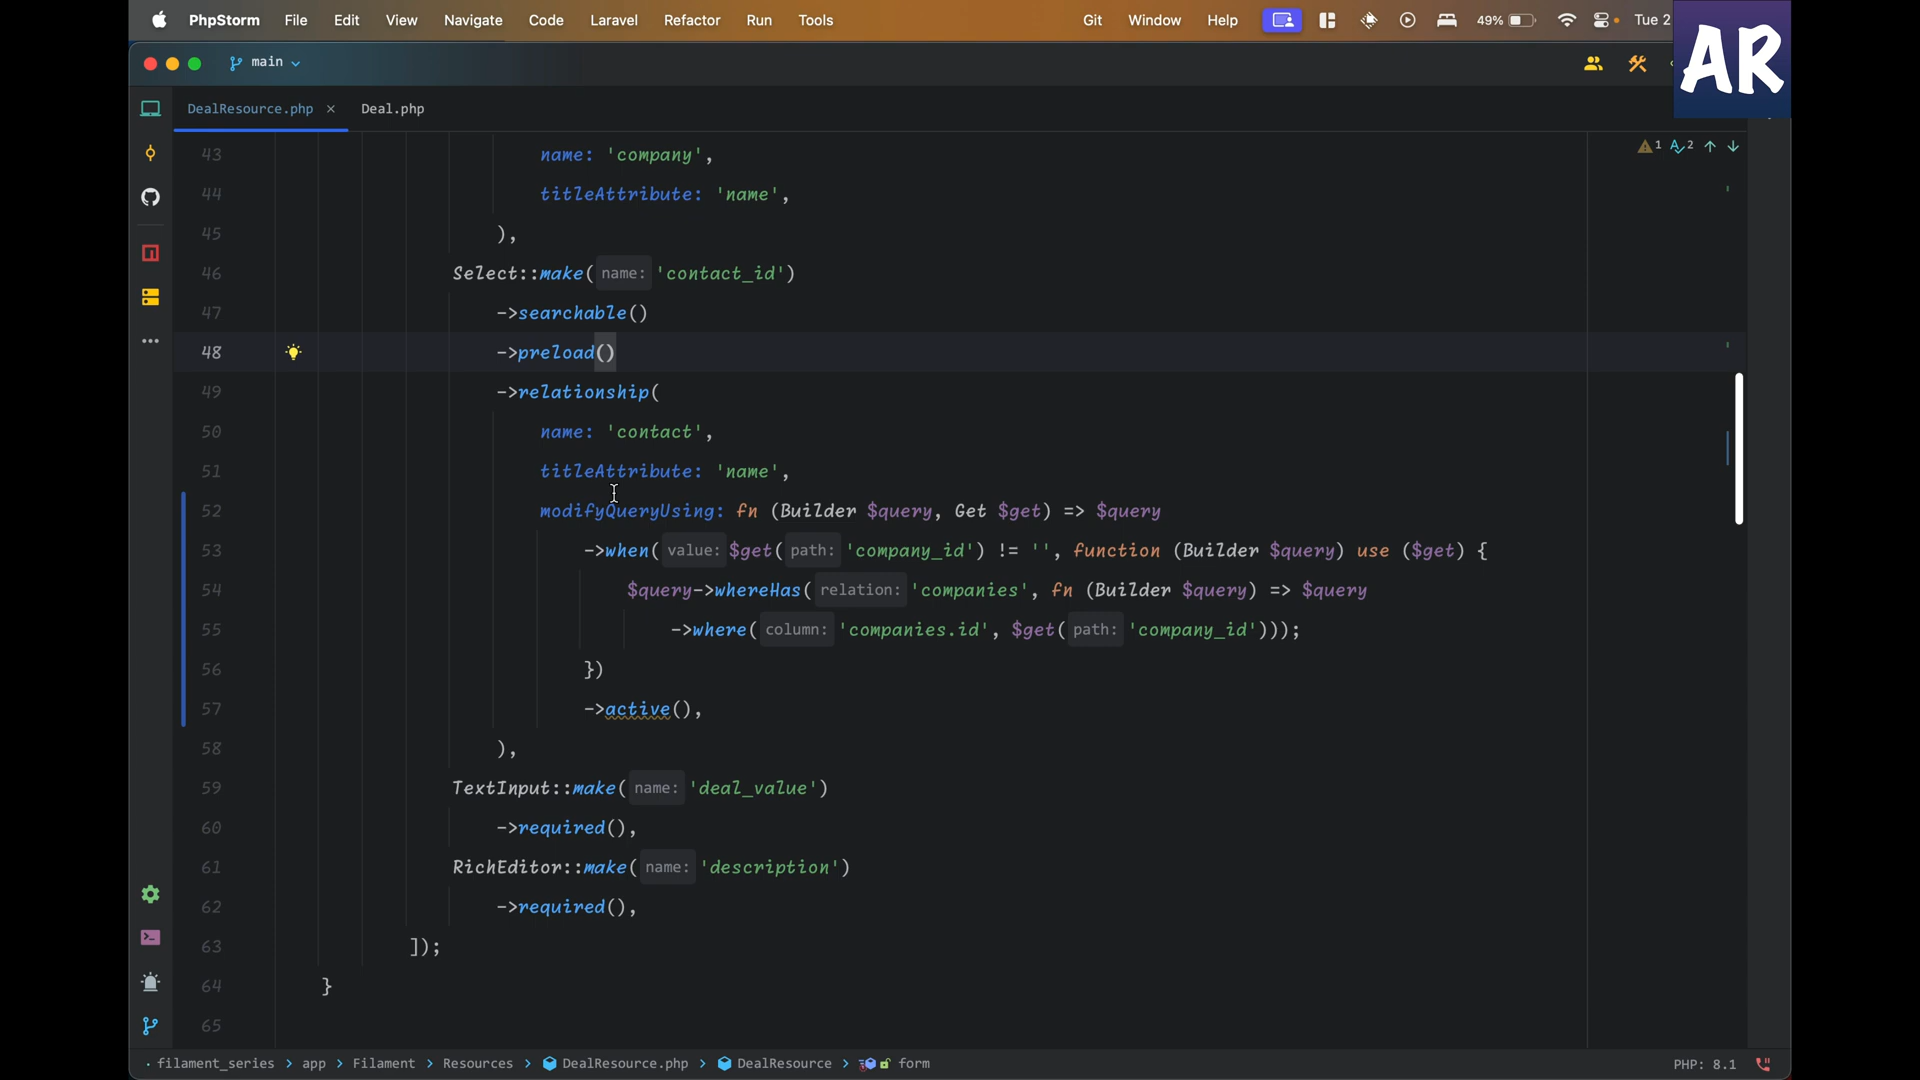 PhpStorm File Edit View Navigate Code Laravel Refactor Run Tools Git Window Help 49% Tue 2
AR
main
DealResource.php × Deal.php
1 2
43 name: 'company',
44 titleAttribute: 'name',
45 ),
46 Select::make( name: 'contact_id')
47 ->searchable()
48 ->preload()
49 ->relationship(
50 name: 'contact',
51 titleAttribute: 'name',
52 modifyQueryUsing: fn (Builder $query, Get $get) => $query
53 ->when( value: $get( path: 'company_id') != '', function (Builder $query) use ($get) {
54 $query->whereHas( relation: 'companies', fn (Builder $query) => $query
55 ->where( column: 'companies.id', $get( path: 'company_id')));
56 })
57 ->active(),
58 ),
59 TextInput::make( name: 'deal_value')
60 ->required(),
61 RichEditor::make( name: 'description')
62 ->required(),
63 ]);
64 }
65
filament_series > app > Filament > Resources > DealResource.php > DealResource > form PHP: 8.1